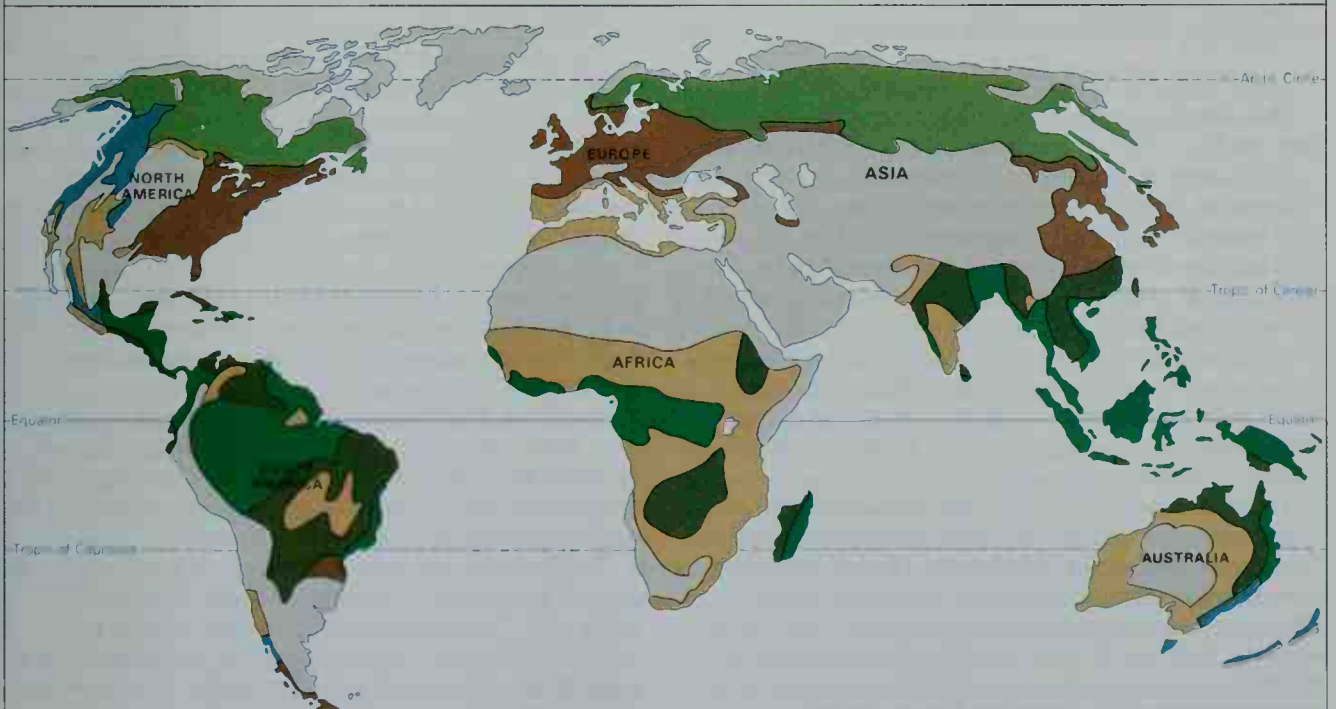 Arctic Circle
EUROPE
ASIA
NORTH
AMERICA
Tropic of Cancer
AFRICA
Equator
Equator
Tropic of Capricorn
AUSTRALIA